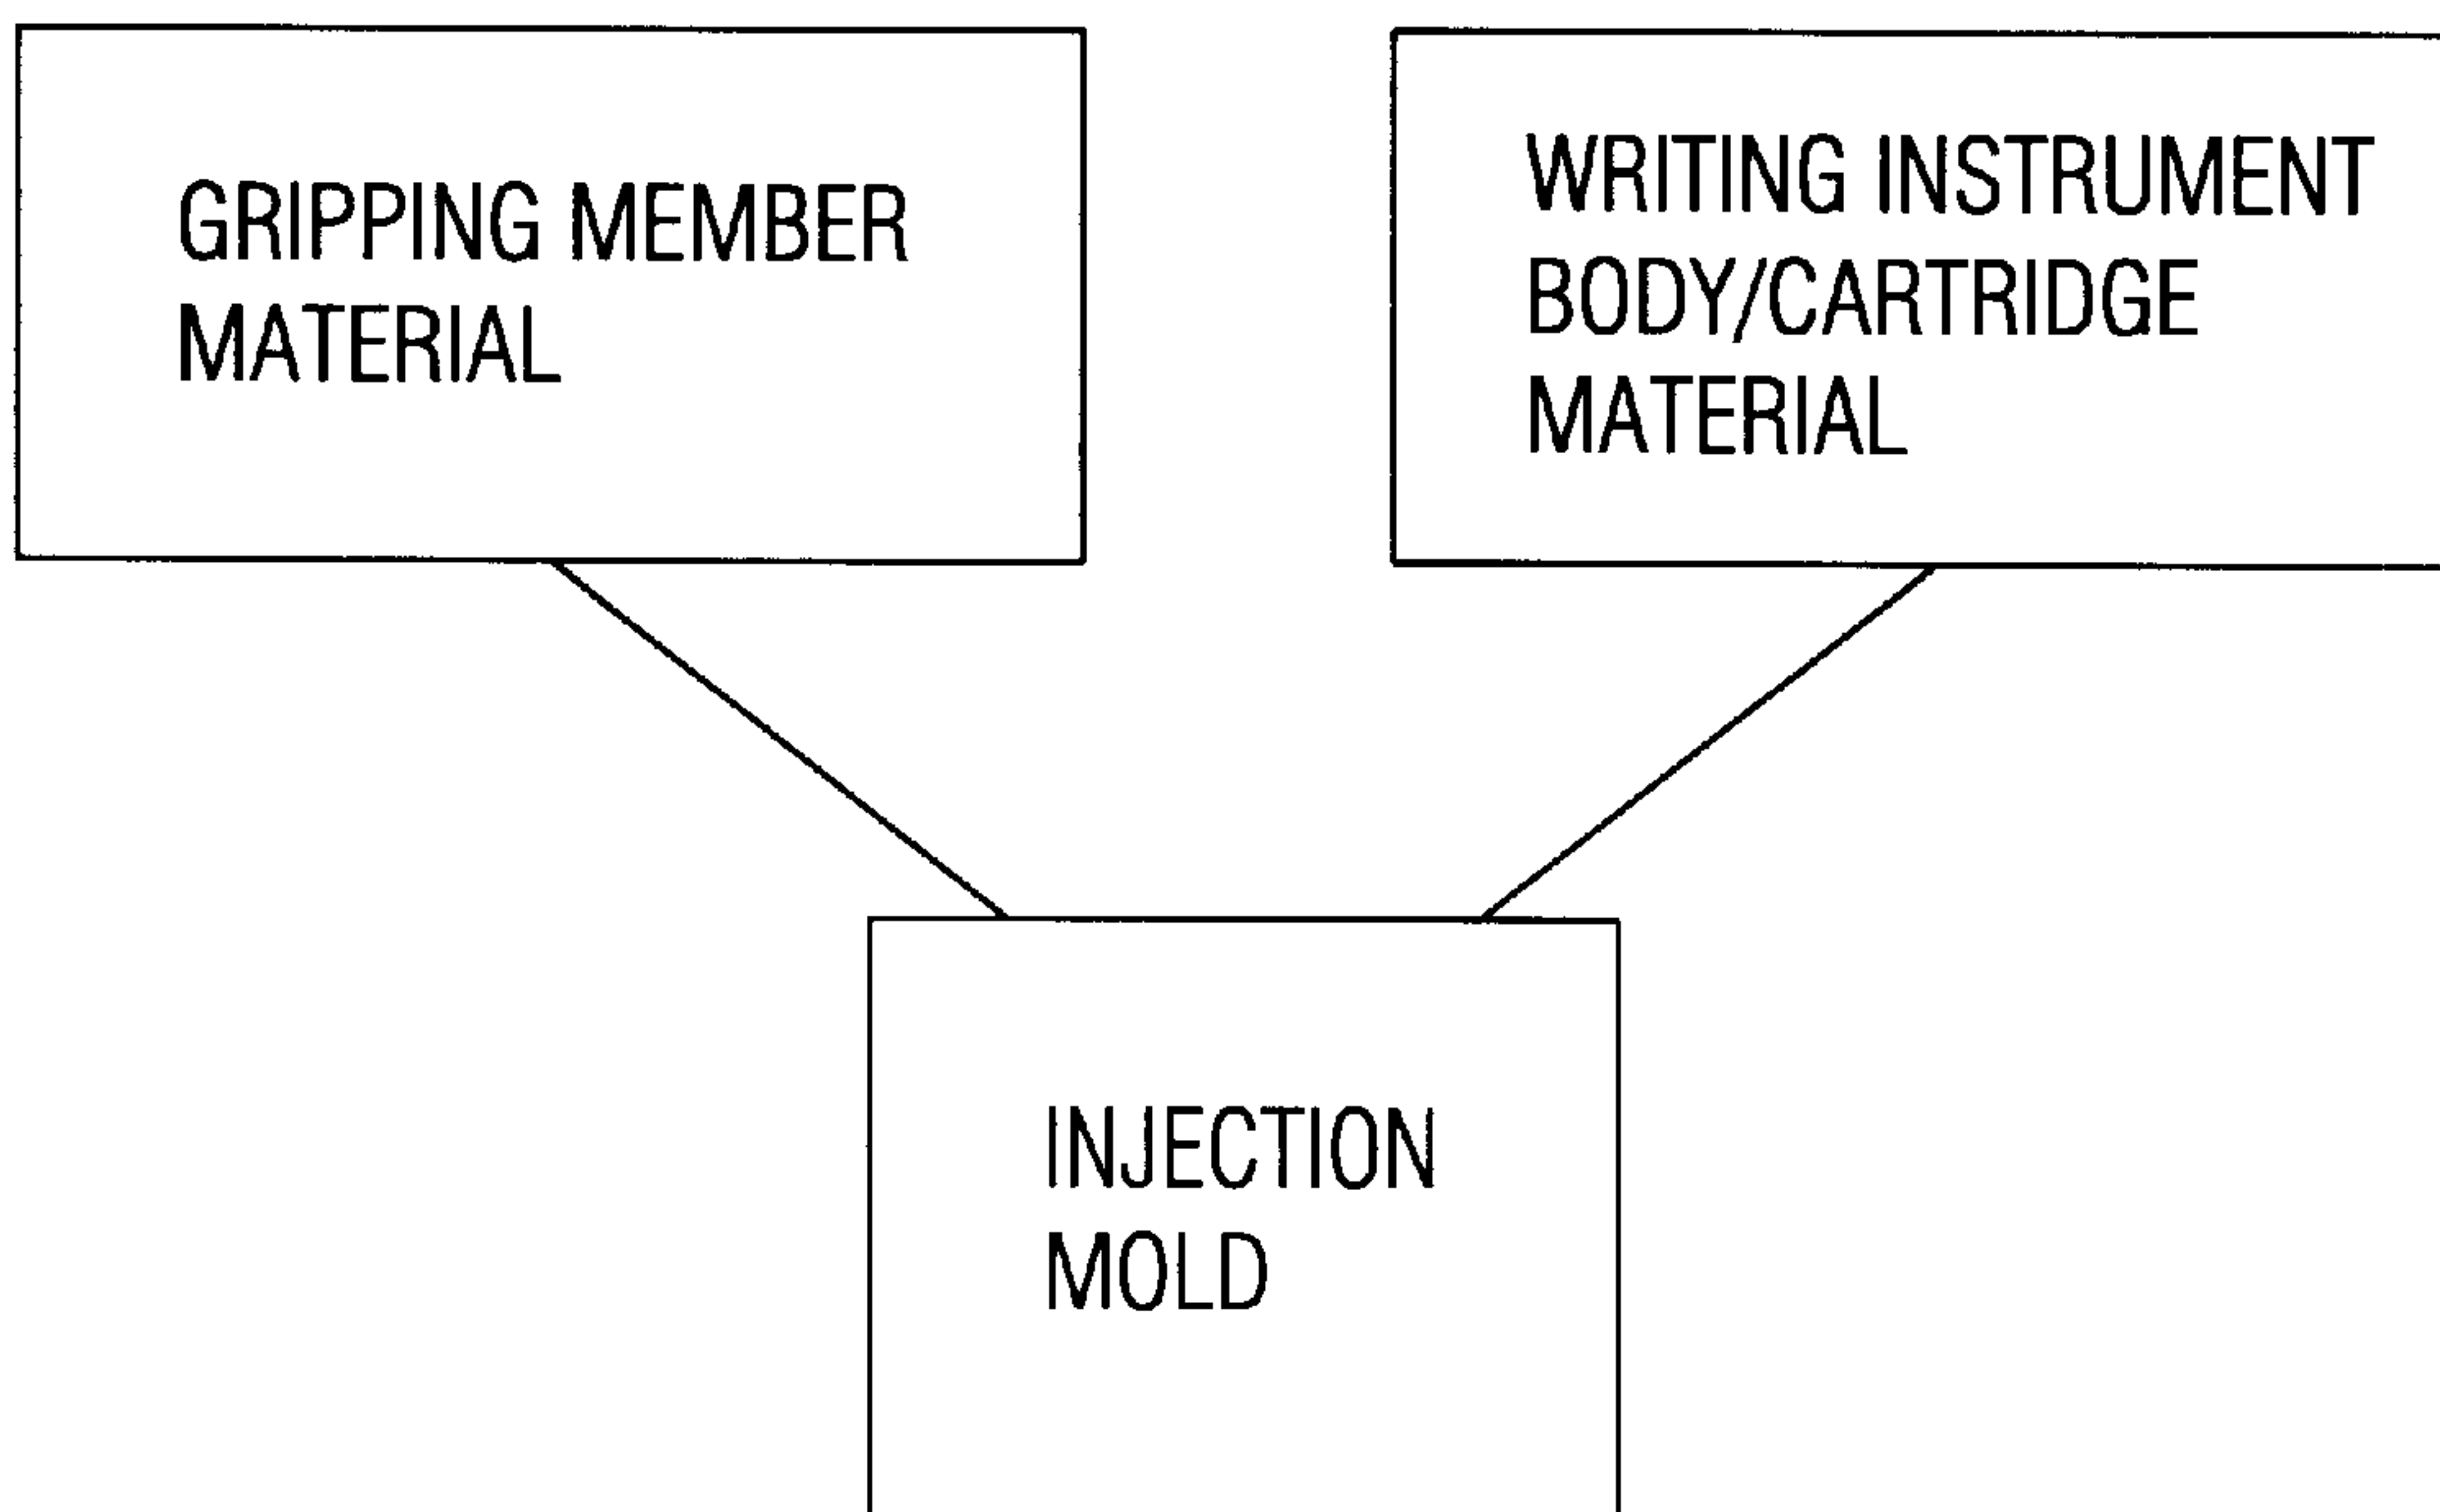 GRIPPING MEMBER
MATERIAL
WRITING INSTRUMENT
BODY/CARTRIDGE
MATERIAL
INJECTION
MOLD